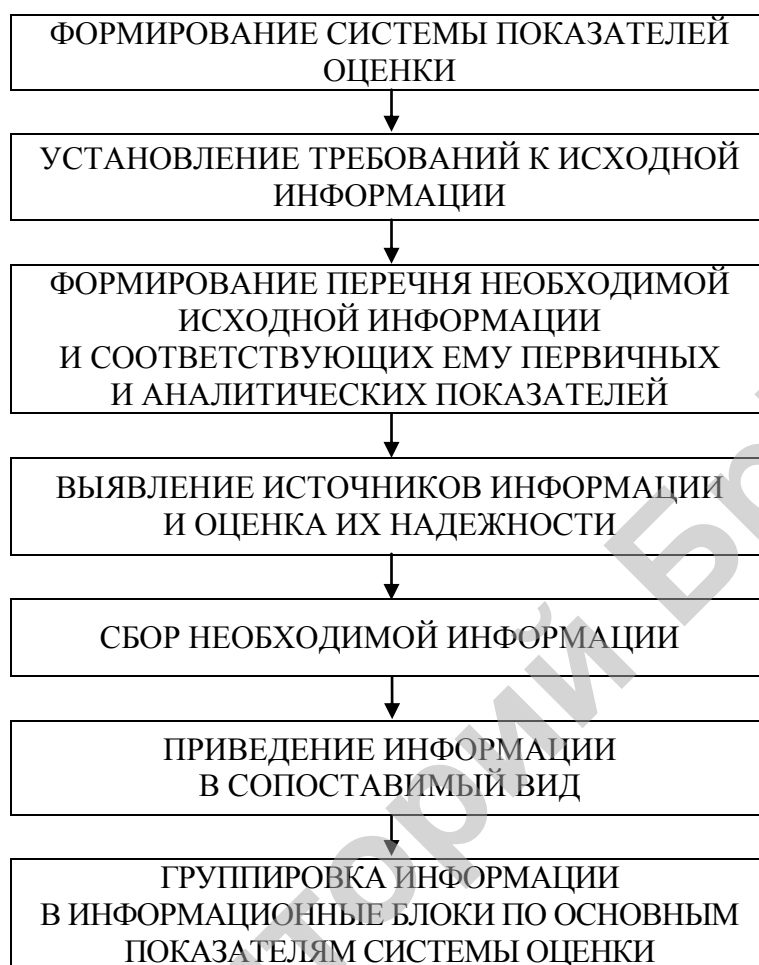 ФОРМИРОВАНИЕ СИСТЕМЫ ПОКАЗАТЕЛЕЙ
ОЦЕНКИ
УСТАНОВЛЕНИЕ ТРЕБОВАНИЙ К ИСХОДНОЙ
ИНФОРМАЦИИ
ФОРМИРОВАНИЕ ПЕРЕЧНЯ НЕОБХОДИМОЙ
ИСХОДНОЙ ИНФОРМАЦИИ
И СООТВЕТСТВУЮЩИХ ЕМУ ПЕРВИЧНЫХ
И АНАЛИТИЧЕСКИХ ПОКАЗАТЕЛЕЙ
ВЫЯВЛЕНИЕ ИСТОЧНИКОВ ИНФОРМАЦИИ
И ОЦЕНКА ИХ НАДЕЖНОСТИ
СБОР НЕОБХОДИМОЙ ИНФОРМАЦИИ
ПРИВЕДЕНИЕ ИНФОРМАЦИИ
В СОПОСТАВИМЫЙ ВИД
ГРУППИРОВКА ИНФОРМАЦИИ
В ИНФОРМАЦИОННЫЕ БЛОКИ ПО ОСНОВНЫМ
ПОКАЗАТЕЛЯМ СИСТЕМЫ ОЦЕНКИ